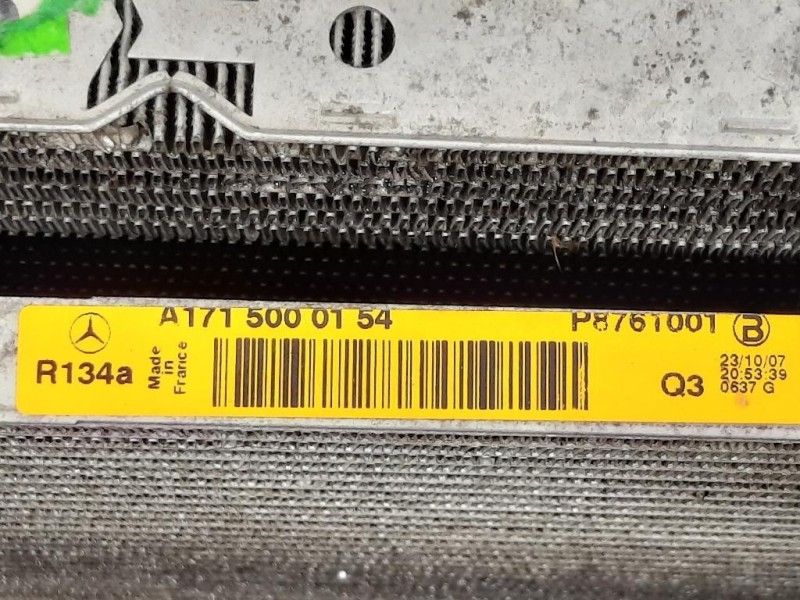 A171 500 01 54
P8761001 B
R134a
Made
in
France
Q3
23/10/07
20:53:39
0637 G